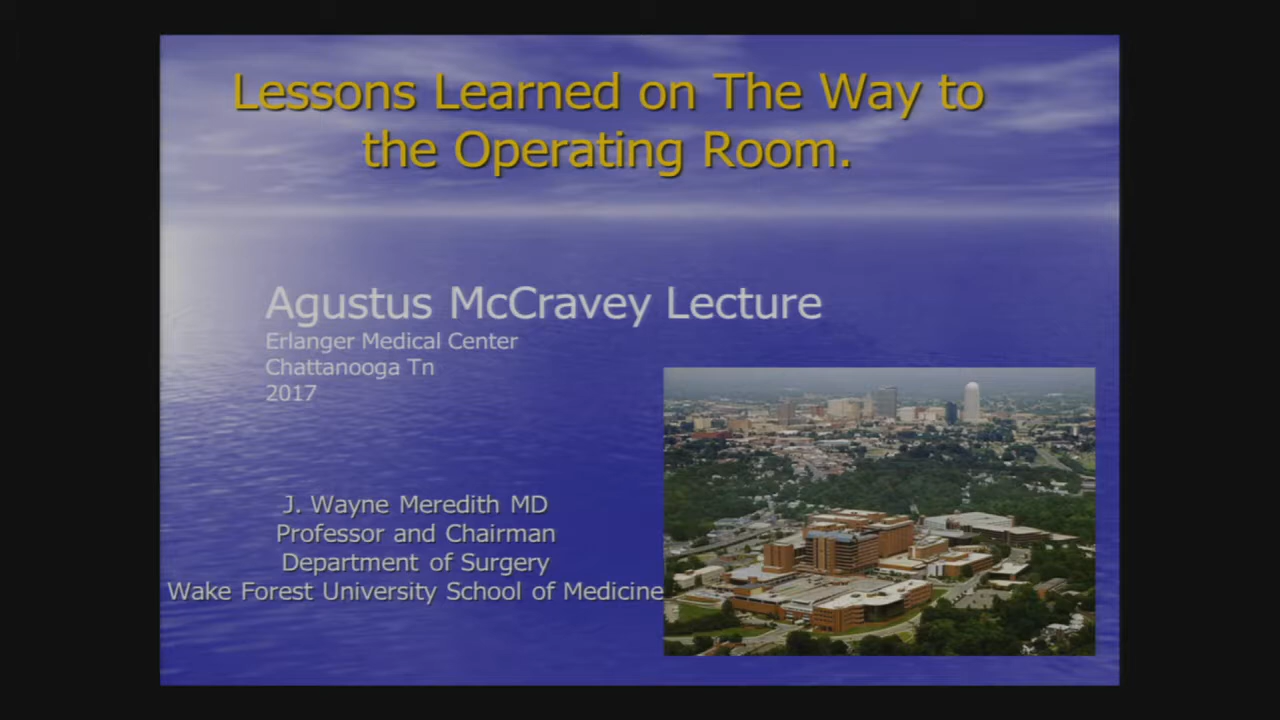 Lessons Learned on The Way to
the Operating Room.
Agustus McCravey Lecture
Erlanger Medical Center
Chattanooga Tn
2017
J. Wayne Meredith MD
Professor and Chairman
Department of Surgery
Wake Forest University School of Medicine